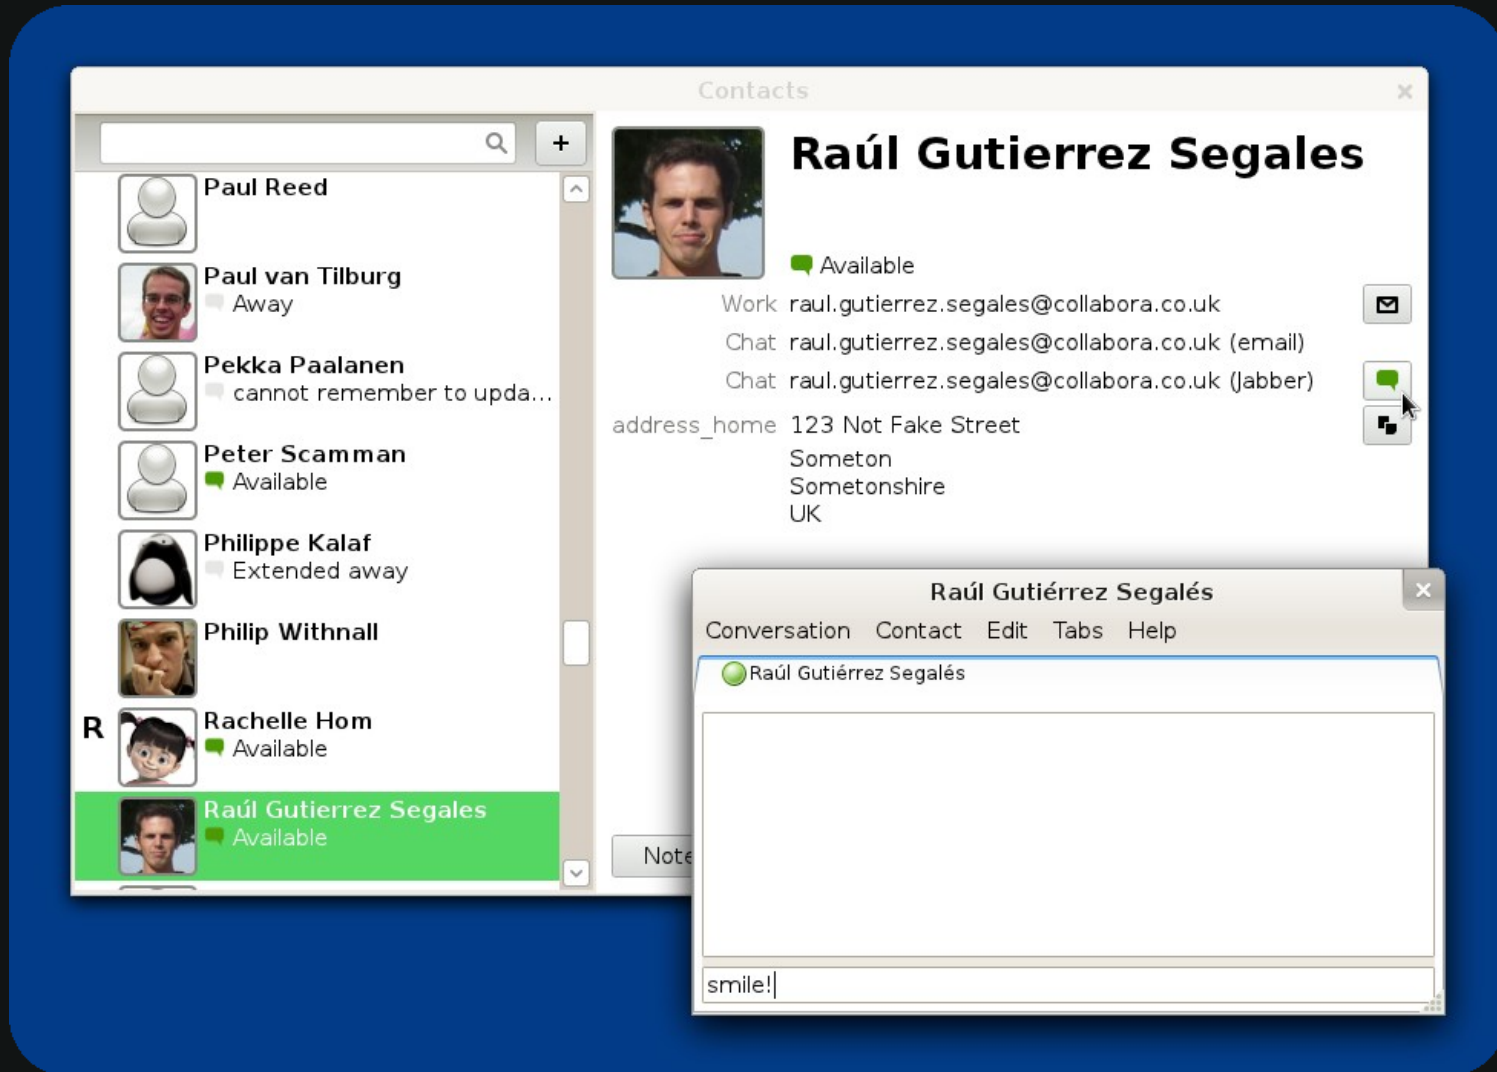 Contacts
+
Paul Reed
Paul van Tilburg
Away
Pekka Paalanen
cannot remember to upda...
Peter Scamman
Available
Philippe Kalaf
Extended away
Philip Withnall
R
Rachelle Hom
Available
Raúl Gutierrez Segales
Available
Raúl Gutierrez Segales
Available
Work raul.gutierrez.segales@collabora.co.uk
Chat raul.gutierrez.segales@collabora.co.uk (email)
Chat raul.gutierrez.segales@collabora.co.uk (Jabber)
address_home 123 Not Fake Street
Someton
Sometonshire
UK
Note
Raúl Gutiérrez Segalés
Conversation Contact Edit Tabs Help
Raúl Gutiérrez Segalés
smile!